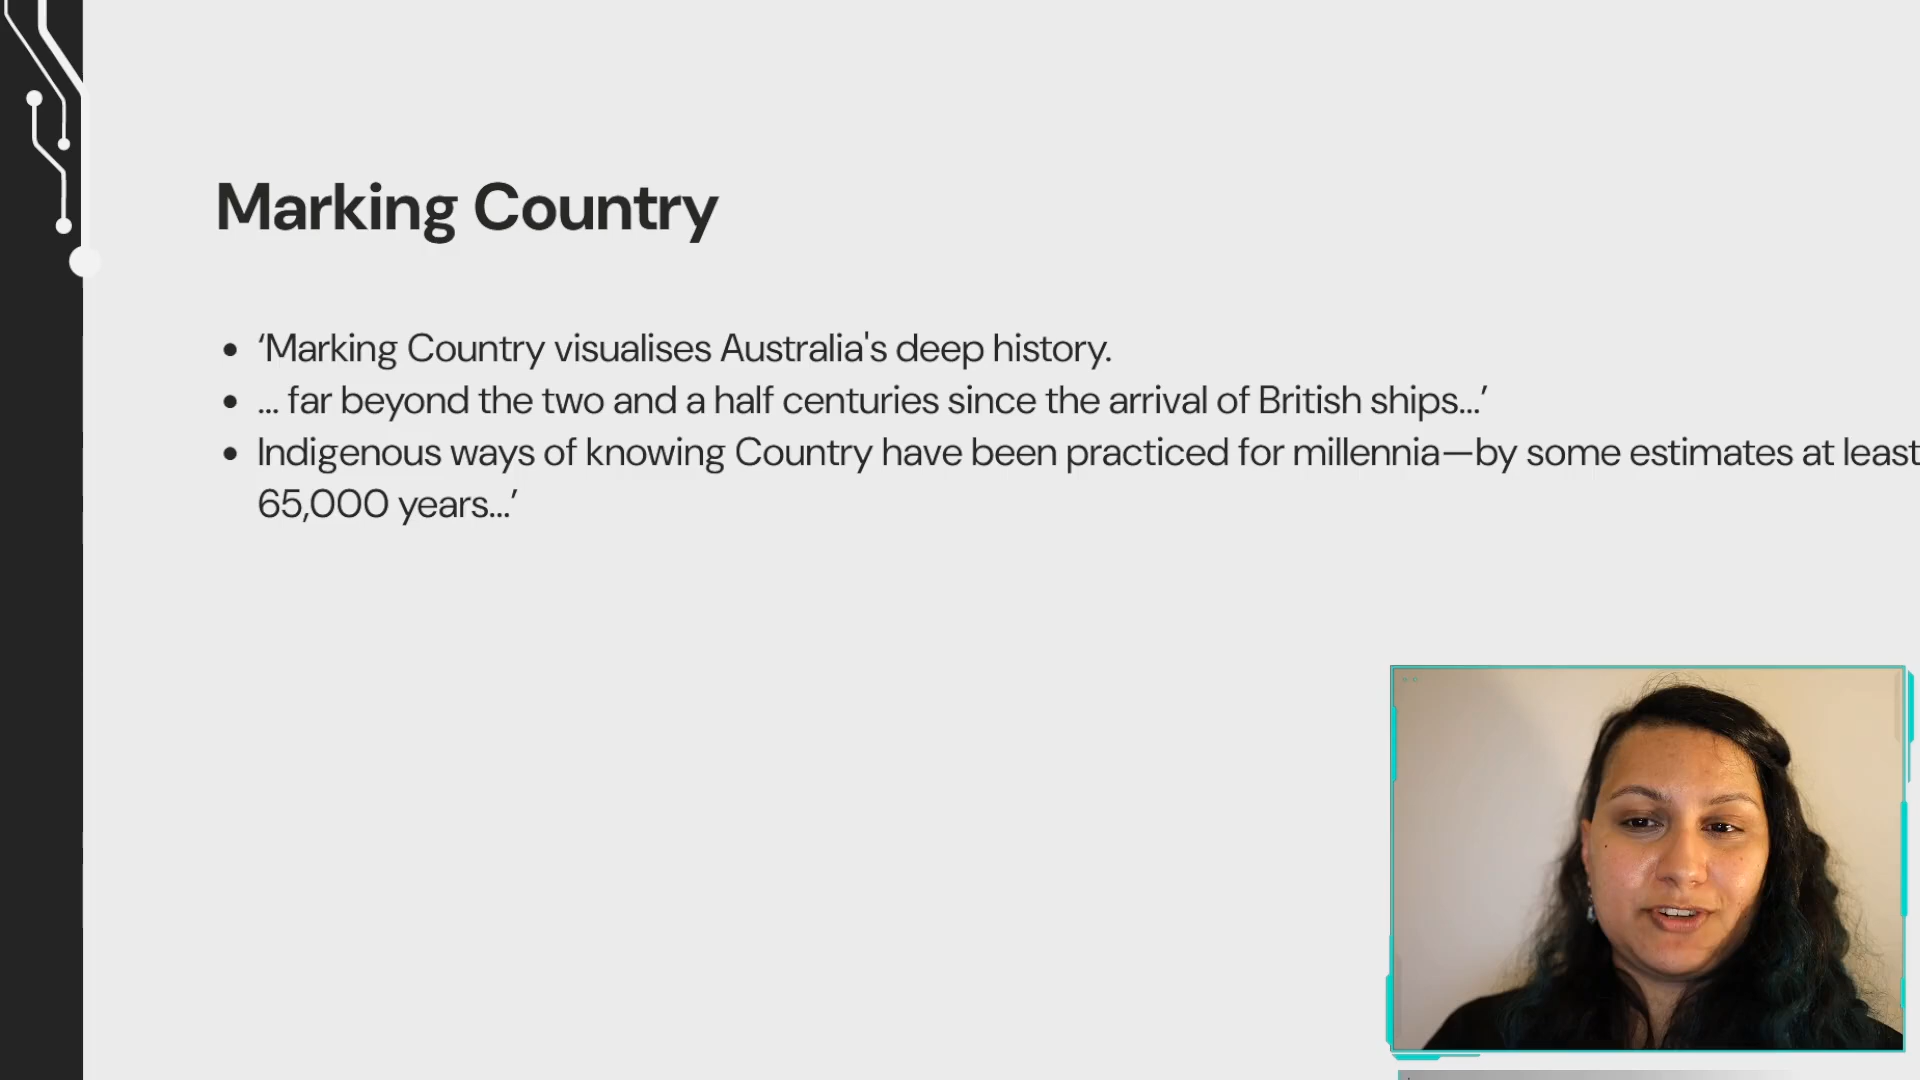 Marking Country
• ‘Marking Country visualises Australia's deep history.
• ... far beyond the two and a half centuries since the arrival of British ships...’
• Indigenous ways of knowing Country have been practiced for millennia—by some estimates at least
65,000 years...’